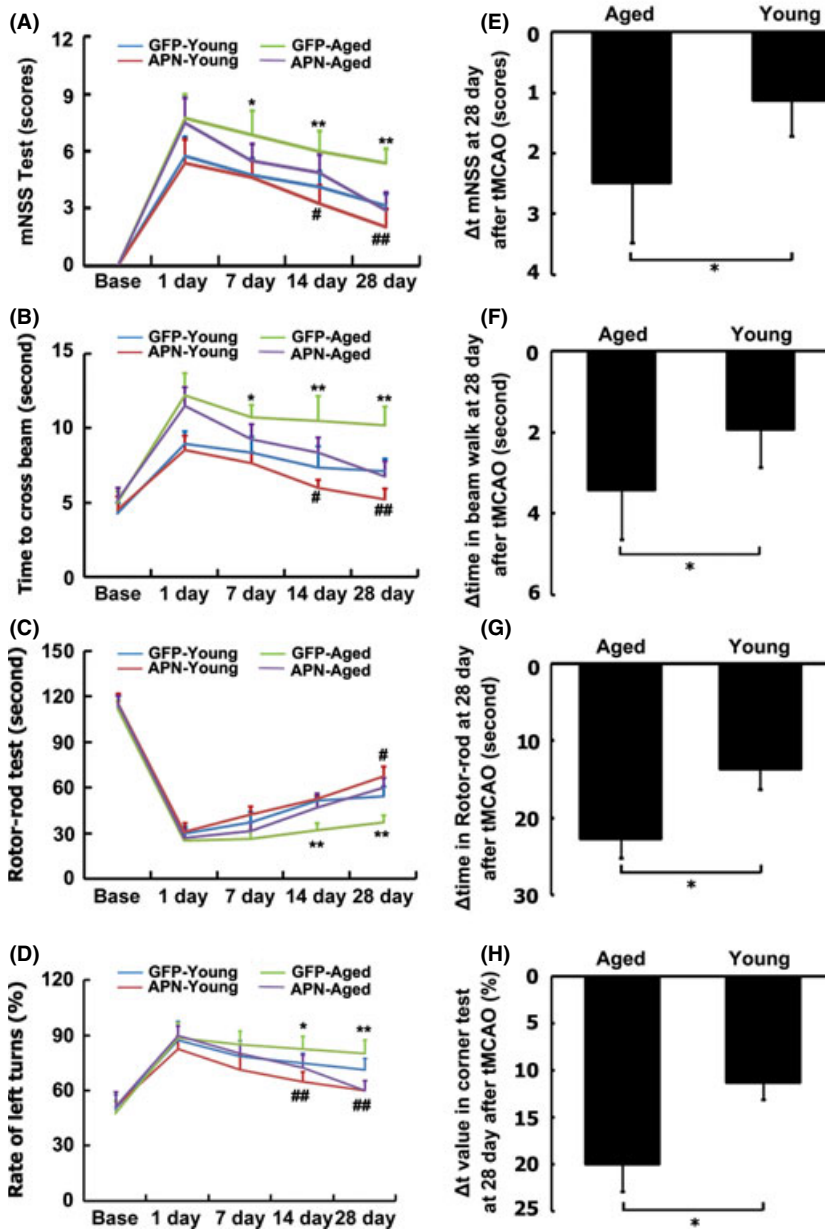 (A)
mNSS Test (scores)
12
9
6
3
0
GFP-Young
GFP-Aged
APN-Young
APN-Aged
*
**
**
#
##
Base
1 day
7 day
14 day
28 day
(B)
Time to cross beam (second)
15
10
5
0
GFP-Young
GFP-Aged
APN-Young
APN-Aged
*
**
**
#
##
Base
1 day
7 day
14 day
28 day
(C)
Rotor-rod test (second)
150
120
90
60
30
0
GFP-Young
GFP-Aged
APN-Young
APN-Aged
#
**
**
Base
1 day
7 day
14 day
28 day
(D)
Rate of left turns (%)
120
90
60
30
0
GFP-Young
GFP-Aged
APN-Young
APN-Aged
*
**
##
##
Base
1 day
7 day
14 day
28 day
(E)
Aged
Young
Δt mNSS at 28 day
after tMCAO (scores)
0
1
2
3
4
*
(F)
Aged
Young
Δtime in beam walk at 28 day
after tMCAO (second)
0
2
4
6
*
(G)
Aged
Young
Δtime in Rotor-rod at 28 day
after tMCAO (second)
0
10
20
30
*
(H)
Aged
Young
Δt value in corner test
at 28 day after tMCAO (%)
0
5
10
15
20
25
*